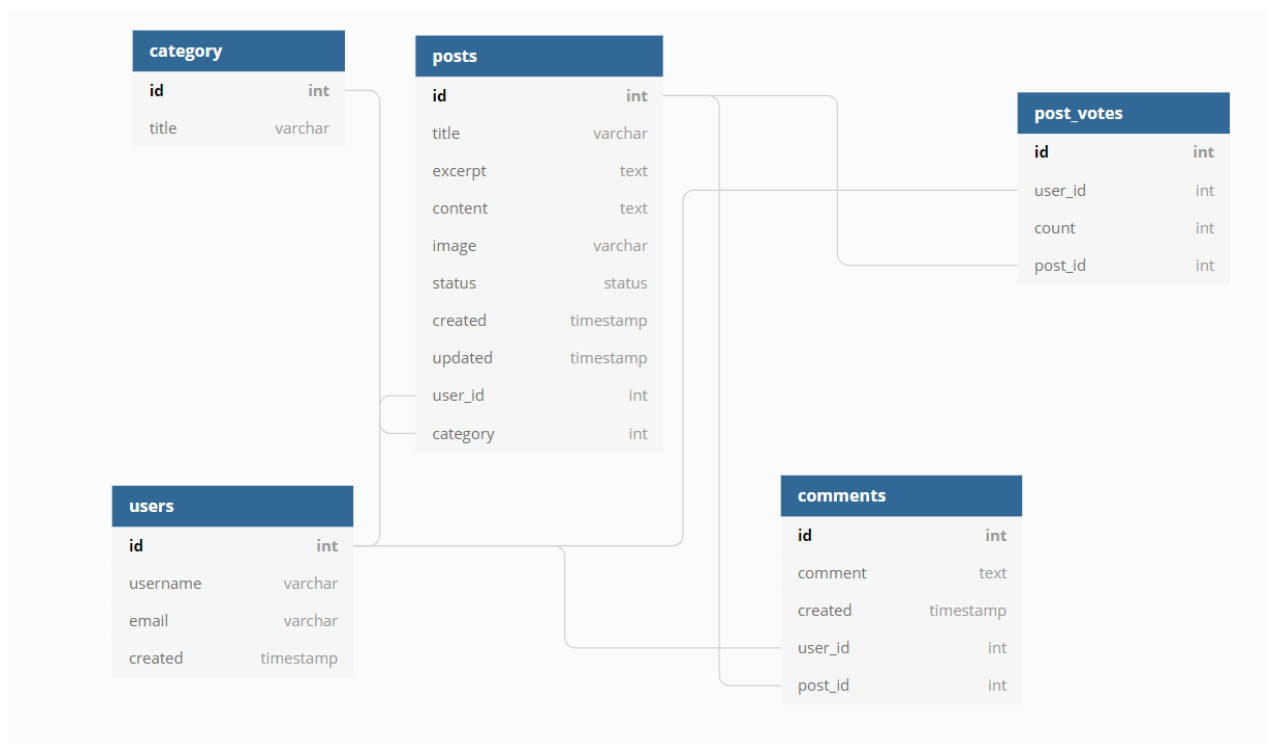 category
id int
title varchar
posts
id int
title varchar
excerpt text
content text
image varchar
status status
created timestamp
updated timestamp
user_id int
category int
post_votes
id int
user_id int
count int
post_id int
users
id int
username varchar
email varchar
created timestamp
comments
id int
comment text
created timestamp
user_id int
post_id int